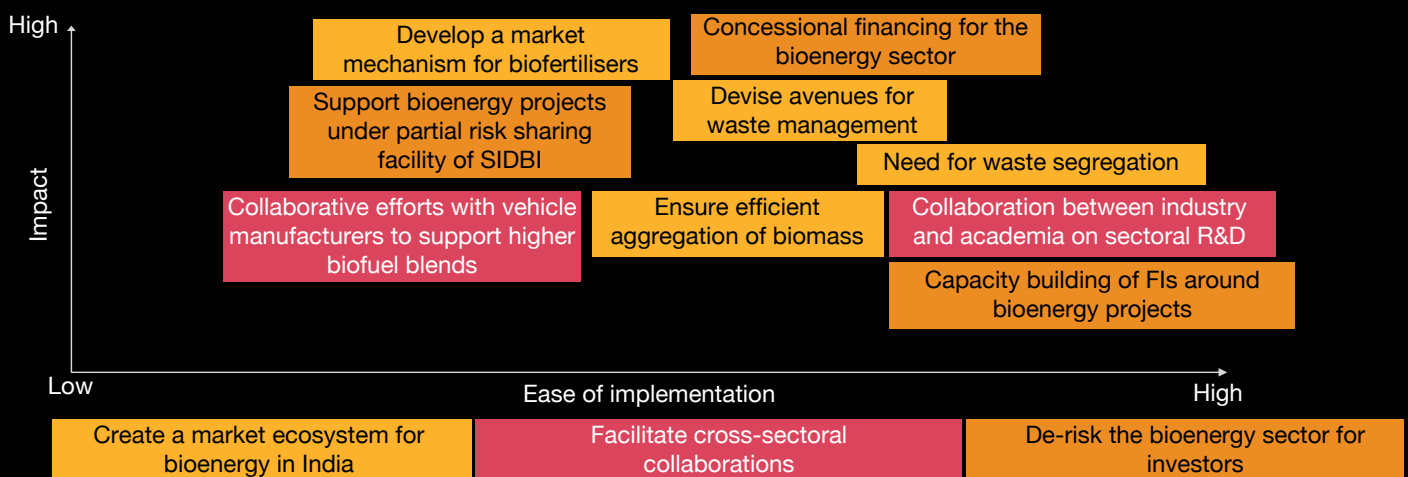 High
Develop a market
mechanism for biofertilisers
Concessional financing for the
bioenergy sector
Support bioenergy projects
under partial risk sharing
facility of SIDBI
Devise avenues for
waste management
Need for waste segregation
Impact
Collaborative efforts with vehicle
manufacturers to support higher
biofuel blends
Ensure efficient
aggregation of biomass
Collaboration between industry
and academia on sectoral R&D
Capacity building of FIs around
bioenergy projects
Low
Ease of implementation
High
Create a market ecosystem for
bioenergy in India
Facilitate cross-sectoral
collaborations
De-risk the bioenergy sector for
investors